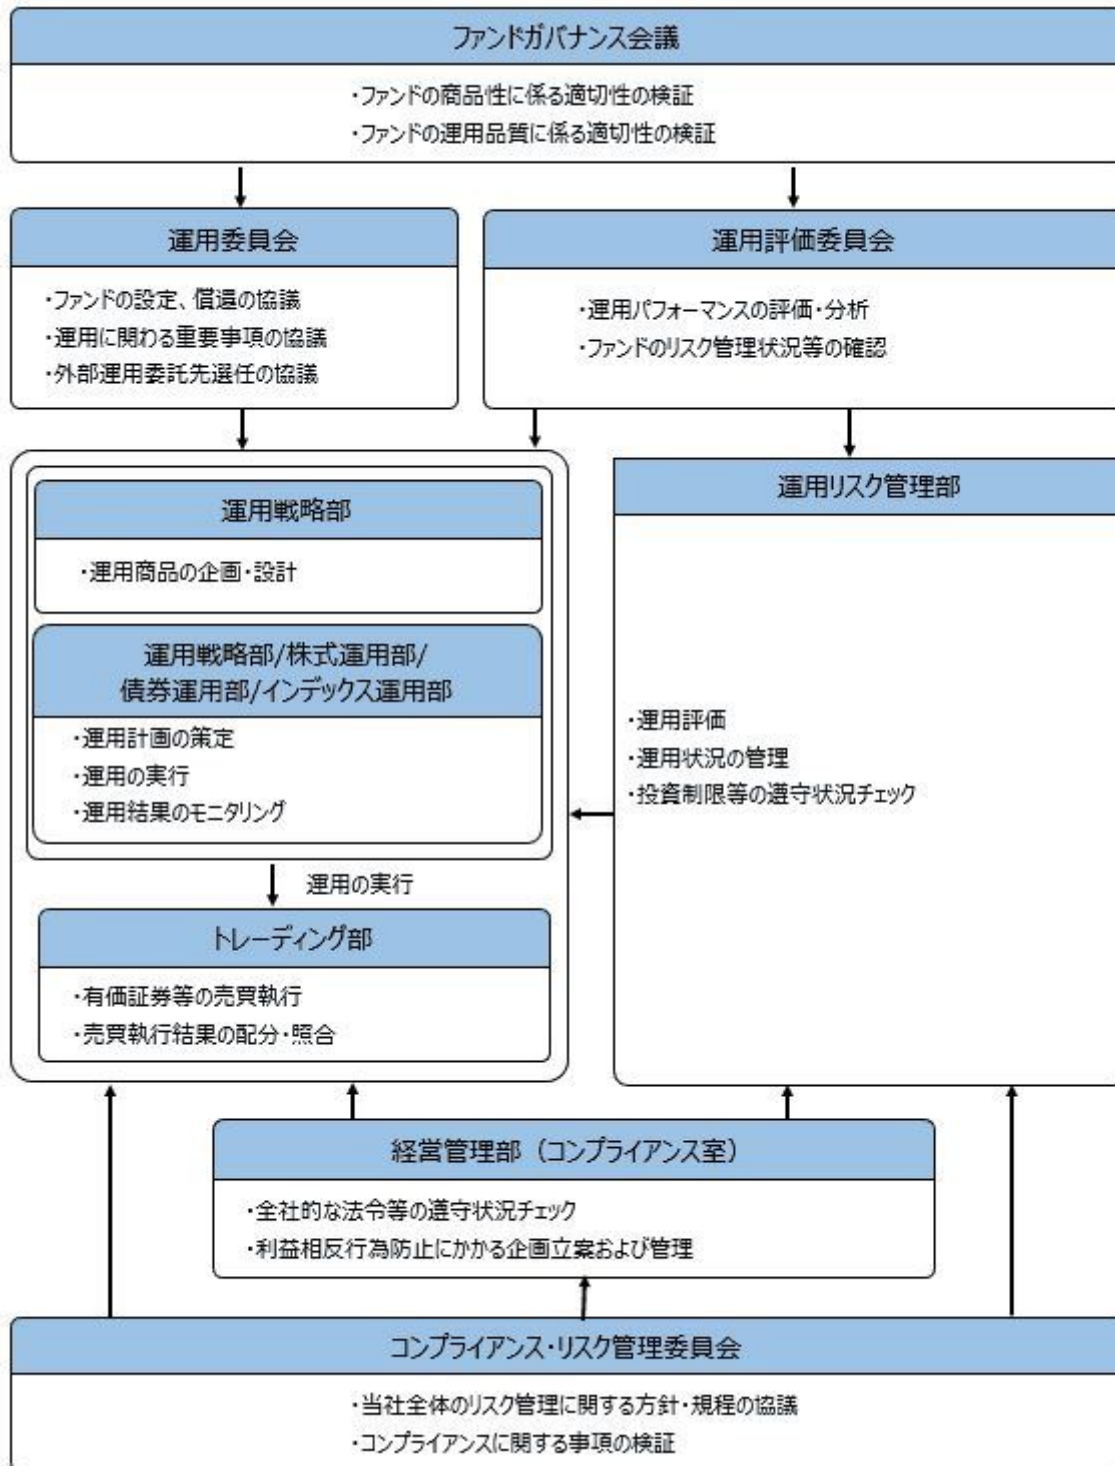 ファンドガバナンス会議
・ファンドの商品性に係る適切性の検証
・ファンドの運用品質に係る適切性の検証
運用委員会
・ファンドの設定、償還の協議
・運用に関わる重要事項の協議
・外部運用委託先選任の協議
運用評価委員会
・運用パフォーマンスの評価・分析
・ファンドのリスク管理状況等の確認
運用戦略部
・運用商品の企画・設計
運用戦略部/株式運用部/
債券運用部/インデックス運用部
・運用計画の策定
・運用の実行
・運用結果のモニタリング
運用の実行
トレーディング部
・有価証券等の売買執行
・売買執行結果の配分・照合
運用リスク管理部
・運用評価
・運用状況の管理
・投資制限等の遵守状況チェック
経営管理部（コンプライアンス室）
・全社的な法令等の遵守状況チェック
・利益相反行為防止にかかる企画立案および管理
コンプライアンス・リスク管理委員会
・当社全体のリスク管理に関する方針・規程の協議
・コンプライアンスに関する事項の検証